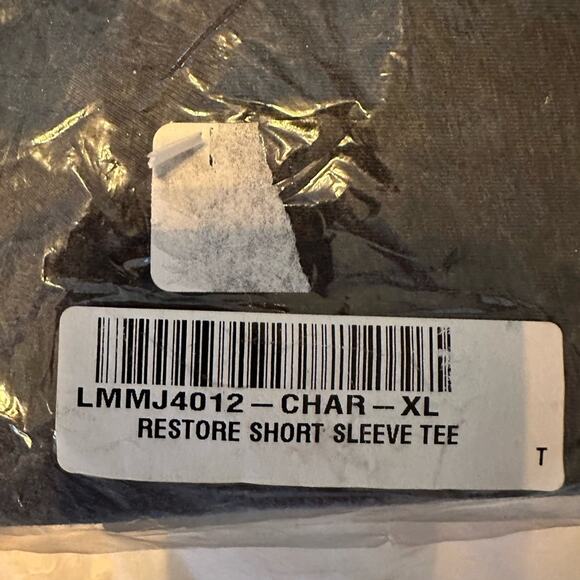 LMMJ4012-CHAR-XL
RESTORE SHORT SLEEVE TEE
T